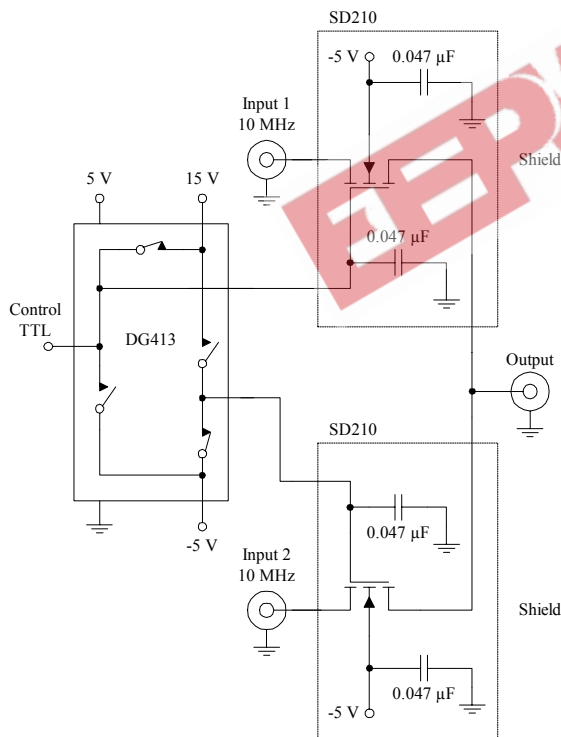 SD210
-5 V
0.047 µF
Input 1
10 MHz
Shield
5 V
15 V
0.047 µF
Control
TTL
DG413
Output
SD210
-5 V
0.047 µF
Input 2
10 MHz
Shield
0.047 µF
-5 V